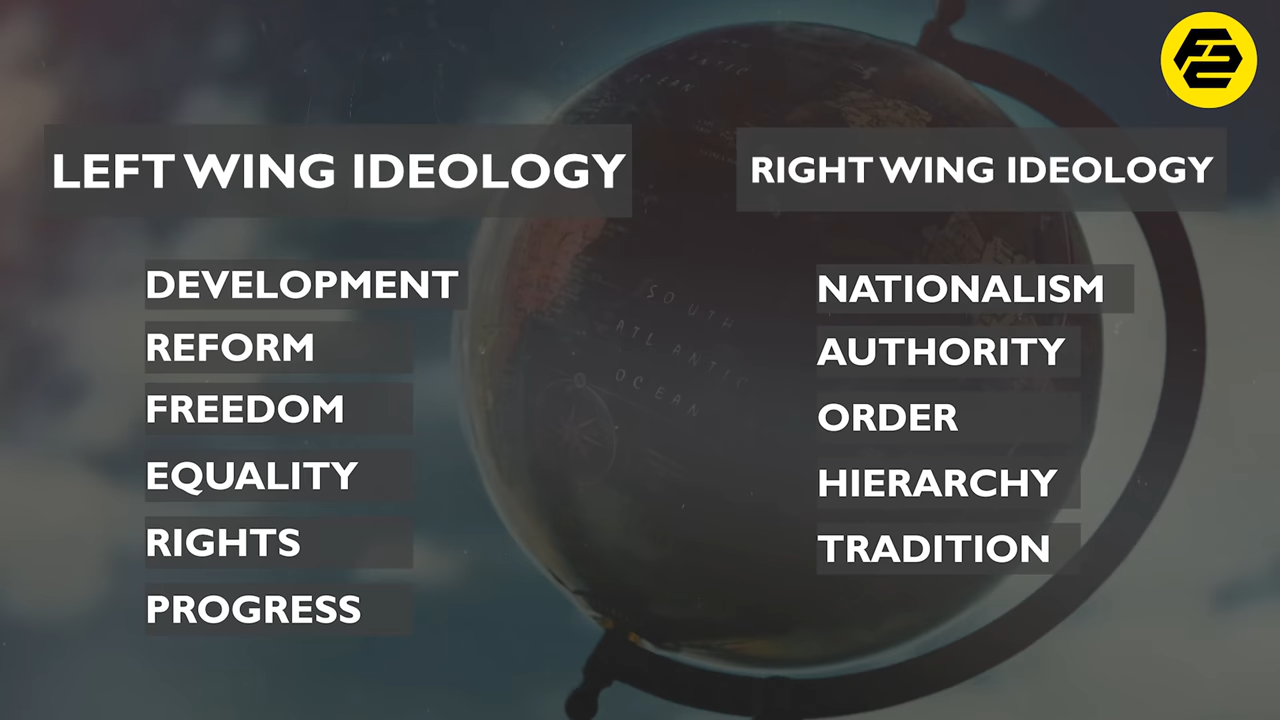 LEFT WING IDEOLOGY
DEVELOPMENT
REFORM
FREEDOM
EQUALITY
RIGHTS
PROGRESS
RIGHT WING IDEOLOGY
NATIONALISM
AUTHORITY
ORDER
HIERARCHY
TRADITION
SOUTH
ATLANTIC
OCEAN
OCEAN